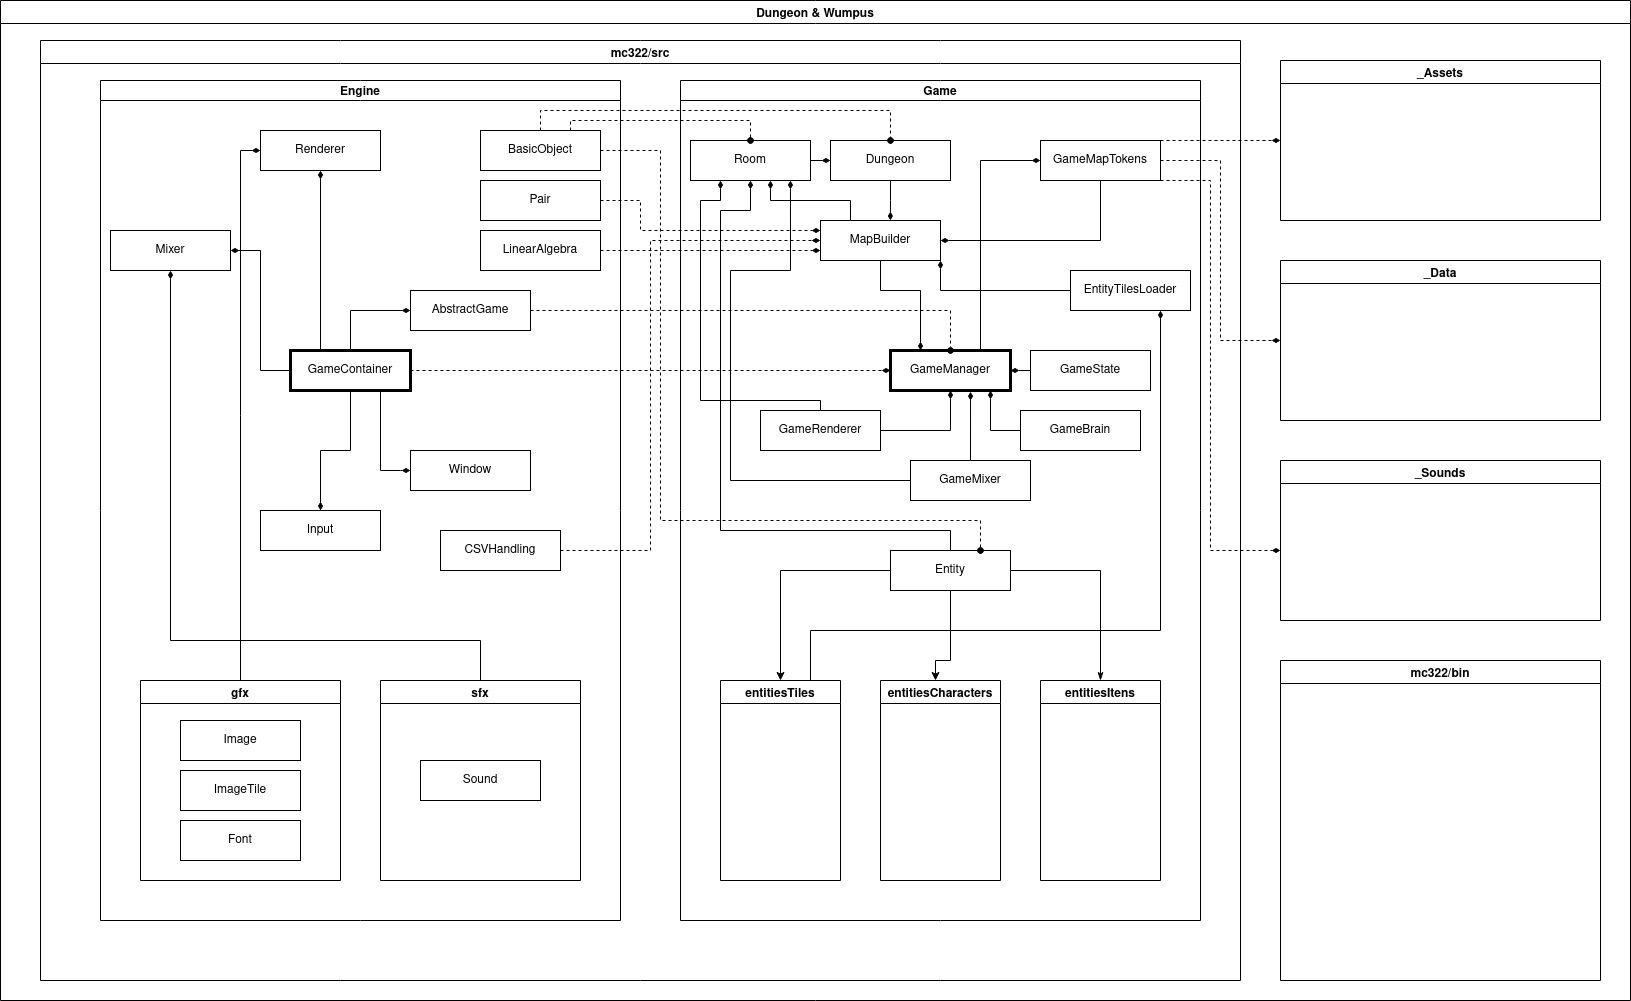 Dungeon & Wumpus
mc322/src
Engine
Renderer
BasicObject
Pair
Mixer
LinearAlgebra
AbstractGame
GameContainer
Window
Input
CSVHandling
gfx
Image
ImageTile
Font
sfx
Sound
Game
Room
Dungeon
GameMapTokens
MapBuilder
EntityTilesLoader
GameManager
GameState
GameRenderer
GameBrain
GameMixer
Entity
entitiesTiles
entitiesCharacters
entitiesItens
_Assets
_Data
_Sounds
mc322/bin